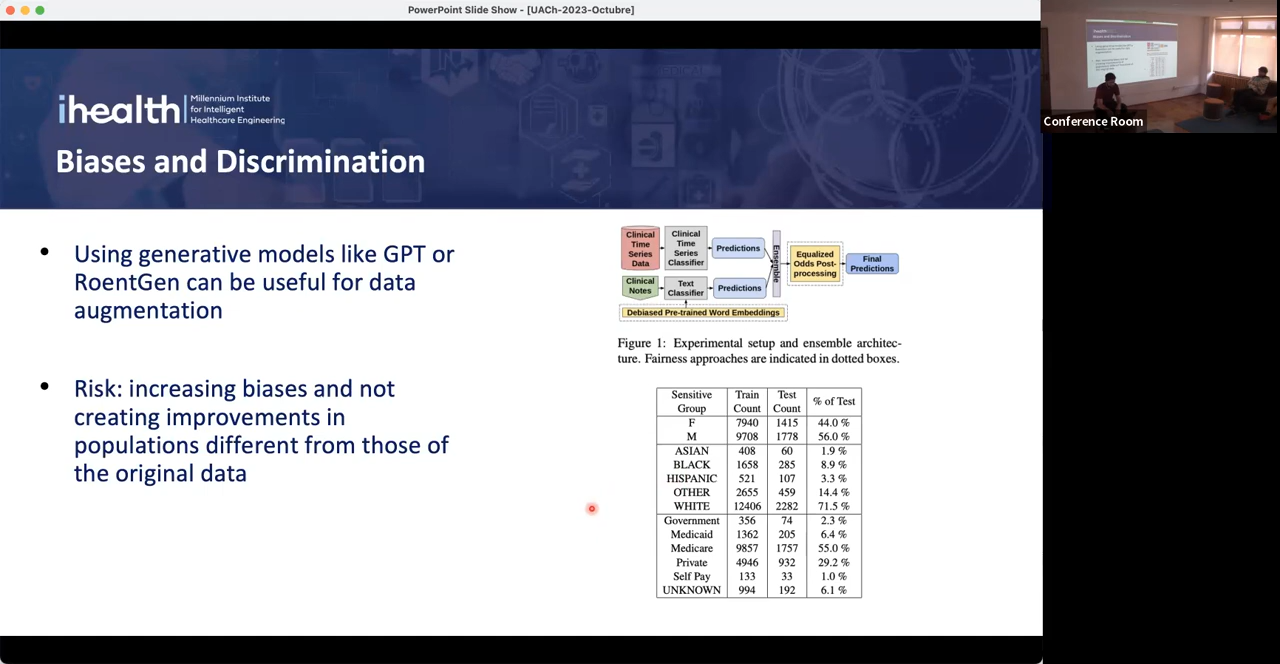 PowerPoint Slide Show - [UACh-2023-Octubre]
ihealth
Millennium Institute
for Intelligent
Healthcare Engineering
Biases and Discrimination
• Using generative models like GPT or
RoentGen can be useful for data
augmentation
• Risk: increasing biases and not
creating improvements in
populations different from those of
the original data
Clinical
Time
Series
Data
Clinical
Time
Series
Classifier
Predictions
Ensemble
Equalized
Odds Post-
processing
Final
Predictions
Clinical
Notes
Text
Classifier
Predictions
Debiased Pre-trained Word Embeddings
Figure 1: Experimental setup and ensemble architec-
ture. Fairness approaches are indicated in dotted boxes.
Sensitive Group Train Count Test Count % of Test
F 7940 1415 44.0 %
M 9708 1778 56.0 %
ASIAN 408 60 1.9 %
BLACK 1658 285 8.9 %
HISPANIC 521 107 3.3 %
OTHER 2655 459 14.4 %
WHITE 12406 2282 71.5 %
Government 356 74 2.3 %
Medicaid 1362 205 6.4 %
Medicare 9857 1757 55.0 %
Private 4946 932 29.2 %
Self Pay 133 33 1.0 %
UNKNOWN 994 192 6.1 %
Conference Room